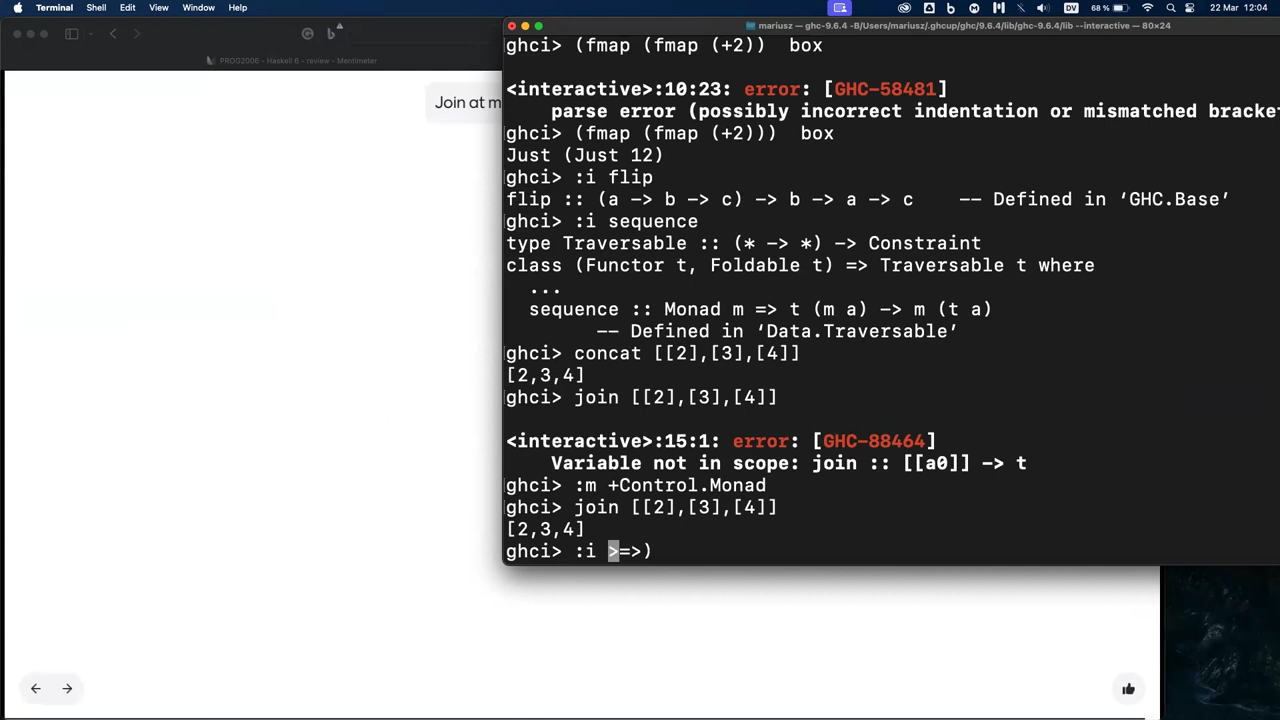 Terminal Shell Edit View Window Help
68 % 22 Mar 12:04
PROG2006 - Haskell 6 - review - Mentimeter
Join at m
mariusz — ghc-9.6.4 -B/Users/mariusz/.ghcup/ghc/9.6.4/lib/ghc-9.6.4/lib --interactive — 80×24
ghci> (fmap (fmap (+2))  box
<interactive>:10:23: error: [GHC-58481]
    parse error (possibly incorrect indentation or mismatched bracke
ghci> (fmap (fmap (+2)))  box
Just (Just 12)
ghci> :i flip
flip :: (a -> b -> c) -> b -> a -> c    -- Defined in ‘GHC.Base’
ghci> :i sequence
type Traversable :: (* -> *) -> Constraint
class (Functor t, Foldable t) => Traversable t where
  ...
  sequence :: Monad m => t (m a) -> m (t a)
        -- Defined in ‘Data.Traversable’
ghci> concat [[2],[3],[4]]
[2,3,4]
ghci> join [[2],[3],[4]]
<interactive>:15:1: error: [GHC-88464]
    Variable not in scope: join :: [[a0]] -> t
ghci> :m +Control.Monad
ghci> join [[2],[3],[4]]
[2,3,4]
ghci> :i >=>)